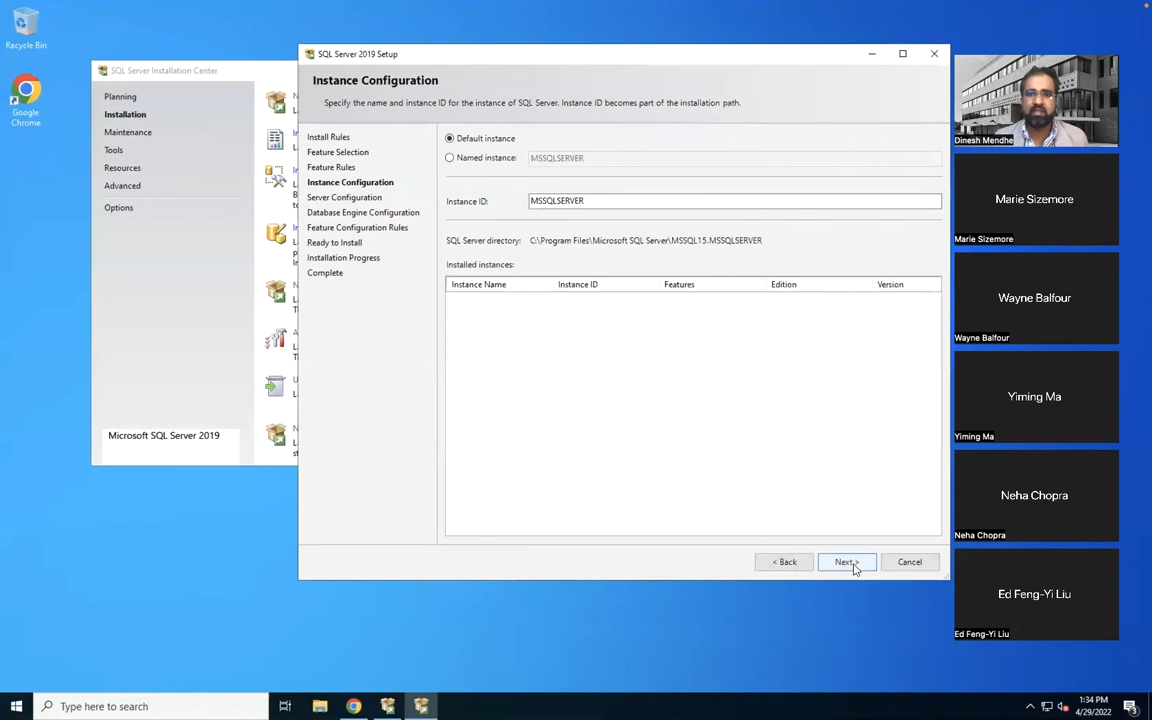 Recycle Bin
Google
Chrome
SQL Server Installation Center
Planning
Installation
Maintenance
Tools
Resources
Advanced
Options
Microsoft SQL Server 2019
SQL Server 2019 Setup
Instance Configuration
Specify the name and instance ID for the instance of SQL Server. Instance ID becomes part of the installation path.
Install Rules
Feature Selection
Feature Rules
Instance Configuration
Server Configuration
Database Engine Configuration
Feature Configuration Rules
Ready to Install
Installation Progress
Complete
Default instance
Named instance: MSSQLSERVER
Instance ID: MSSQLSERVER
SQL Server directory: C:\Program Files\Microsoft SQL Server\MSSQL15.MSSQLSERVER
Installed instances:
Instance Name Instance ID Features Edition Version
< Back Next > Cancel
Dinesh Mendhe
Marie Sizemore
Marie Sizemore
Wayne Balfour
Wayne Balfour
Yiming Ma
Yiming Ma
Neha Chopra
Neha Chopra
Ed Feng-Yi Liu
Ed Feng-Yi Liu
Type here to search
1:34 PM
4/29/2022
3